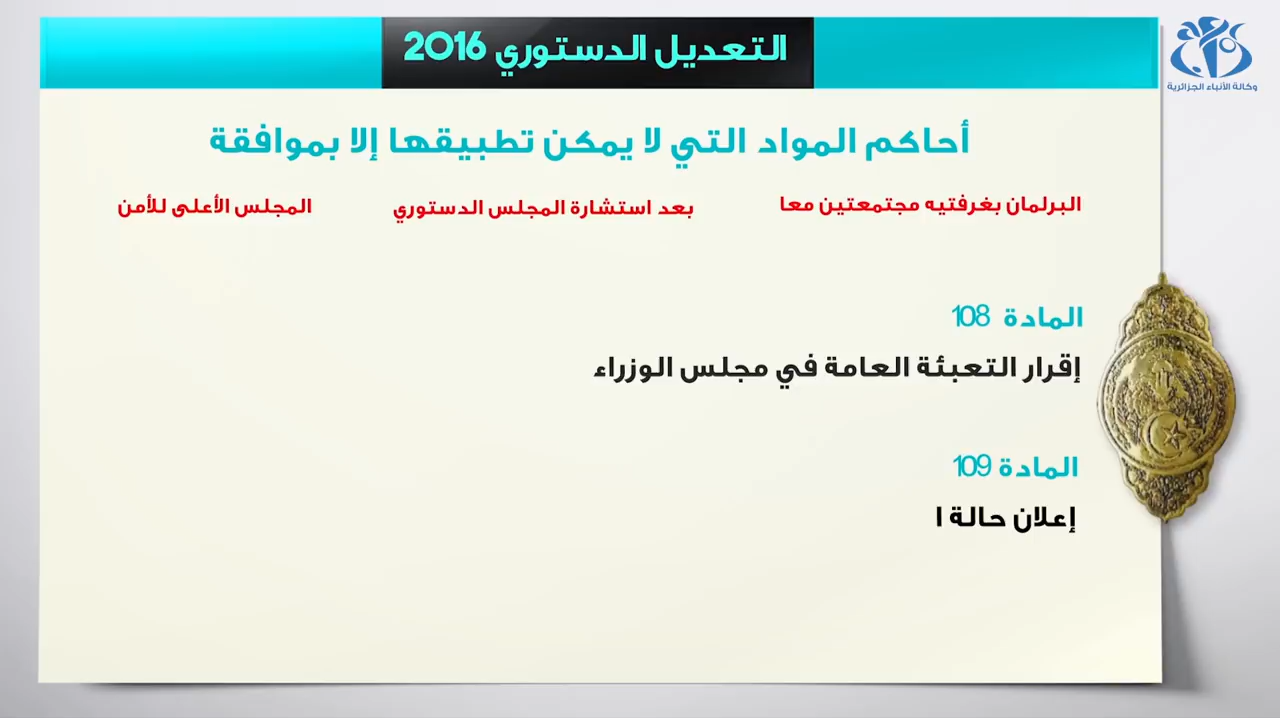 التعديل الدستوري 2016
وكالة الأنباء الجزائرية
أحاكم المواد التي لا يمكن تطبيقها إلا بموافقة
البرلمان بغرفتيه مجتمعتين معا
بعد استشارة المجلس الدستوري
المجلس الأعلى للأمن
المادة 108
إقرار التعبئة العامة في مجلس الوزراء
المادة 109
إعلان حالة ا